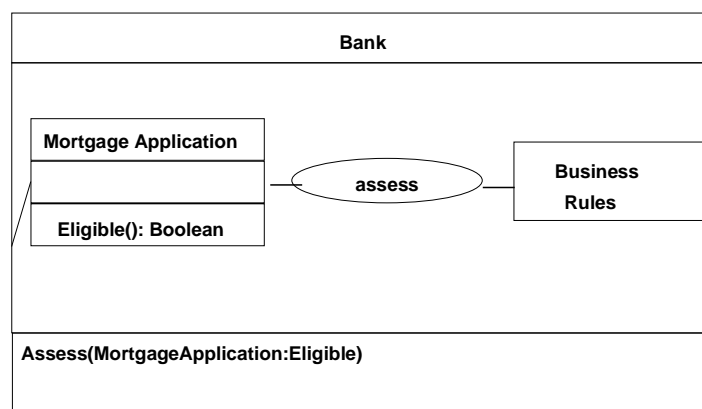 Bank
Mortgage Application
Eligible(): Boolean
assess
Business
Rules
Assess(MortgageApplication:Eligible)